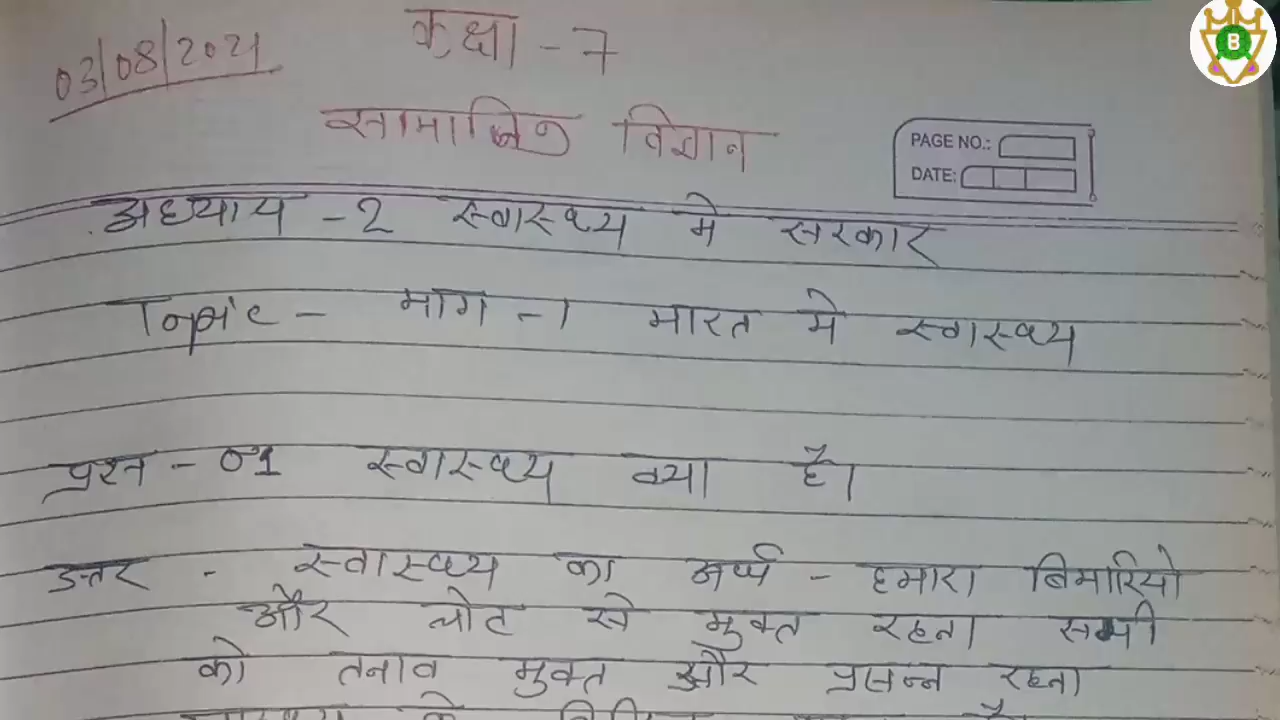 03/08/2021
कक्षा - 7
सामाजिक विज्ञान
PAGE NO.:
DATE:
अध्याय - 2 स्वास्थ्य मे सरकार
Topic - भाग - 1 भारत मे स्वास्थ्य
प्रश्न - 01 स्वास्थ्य क्या है।
उत्तर - स्वास्थ्य का अर्थ - हमारा बिमारियो
और चोट से मुक्त रहना सभी
को तनाव मुक्त और प्रसन्न रहना
B